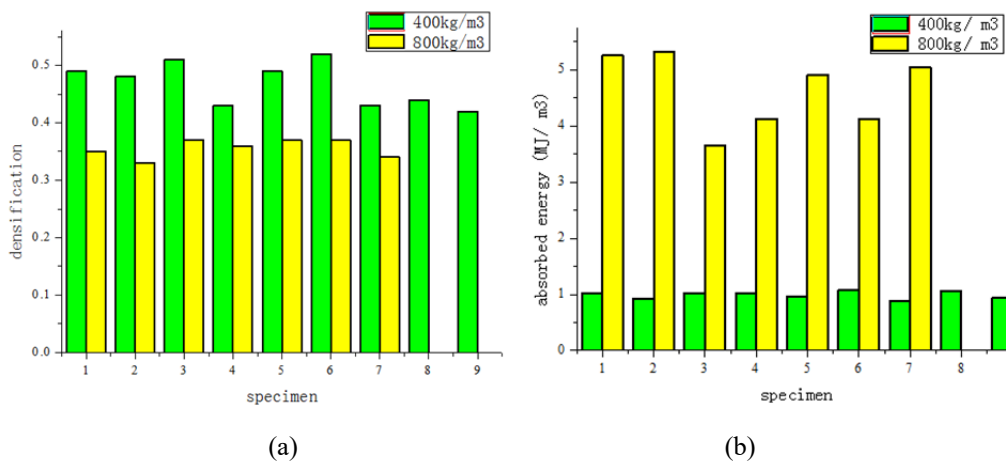 400kg/m3
800kg/m3
densification
0.5
0.4
0.3
0.2
0.1
0.0
1 2 3 4 5 6 7 8 9
specimen
(a)
400kg/ m3
800kg/ m3
absorbed energy (MJ/ m3)
5
4
3
2
1
0
1 2 3 4 5 6 7 8
specimen
(b)